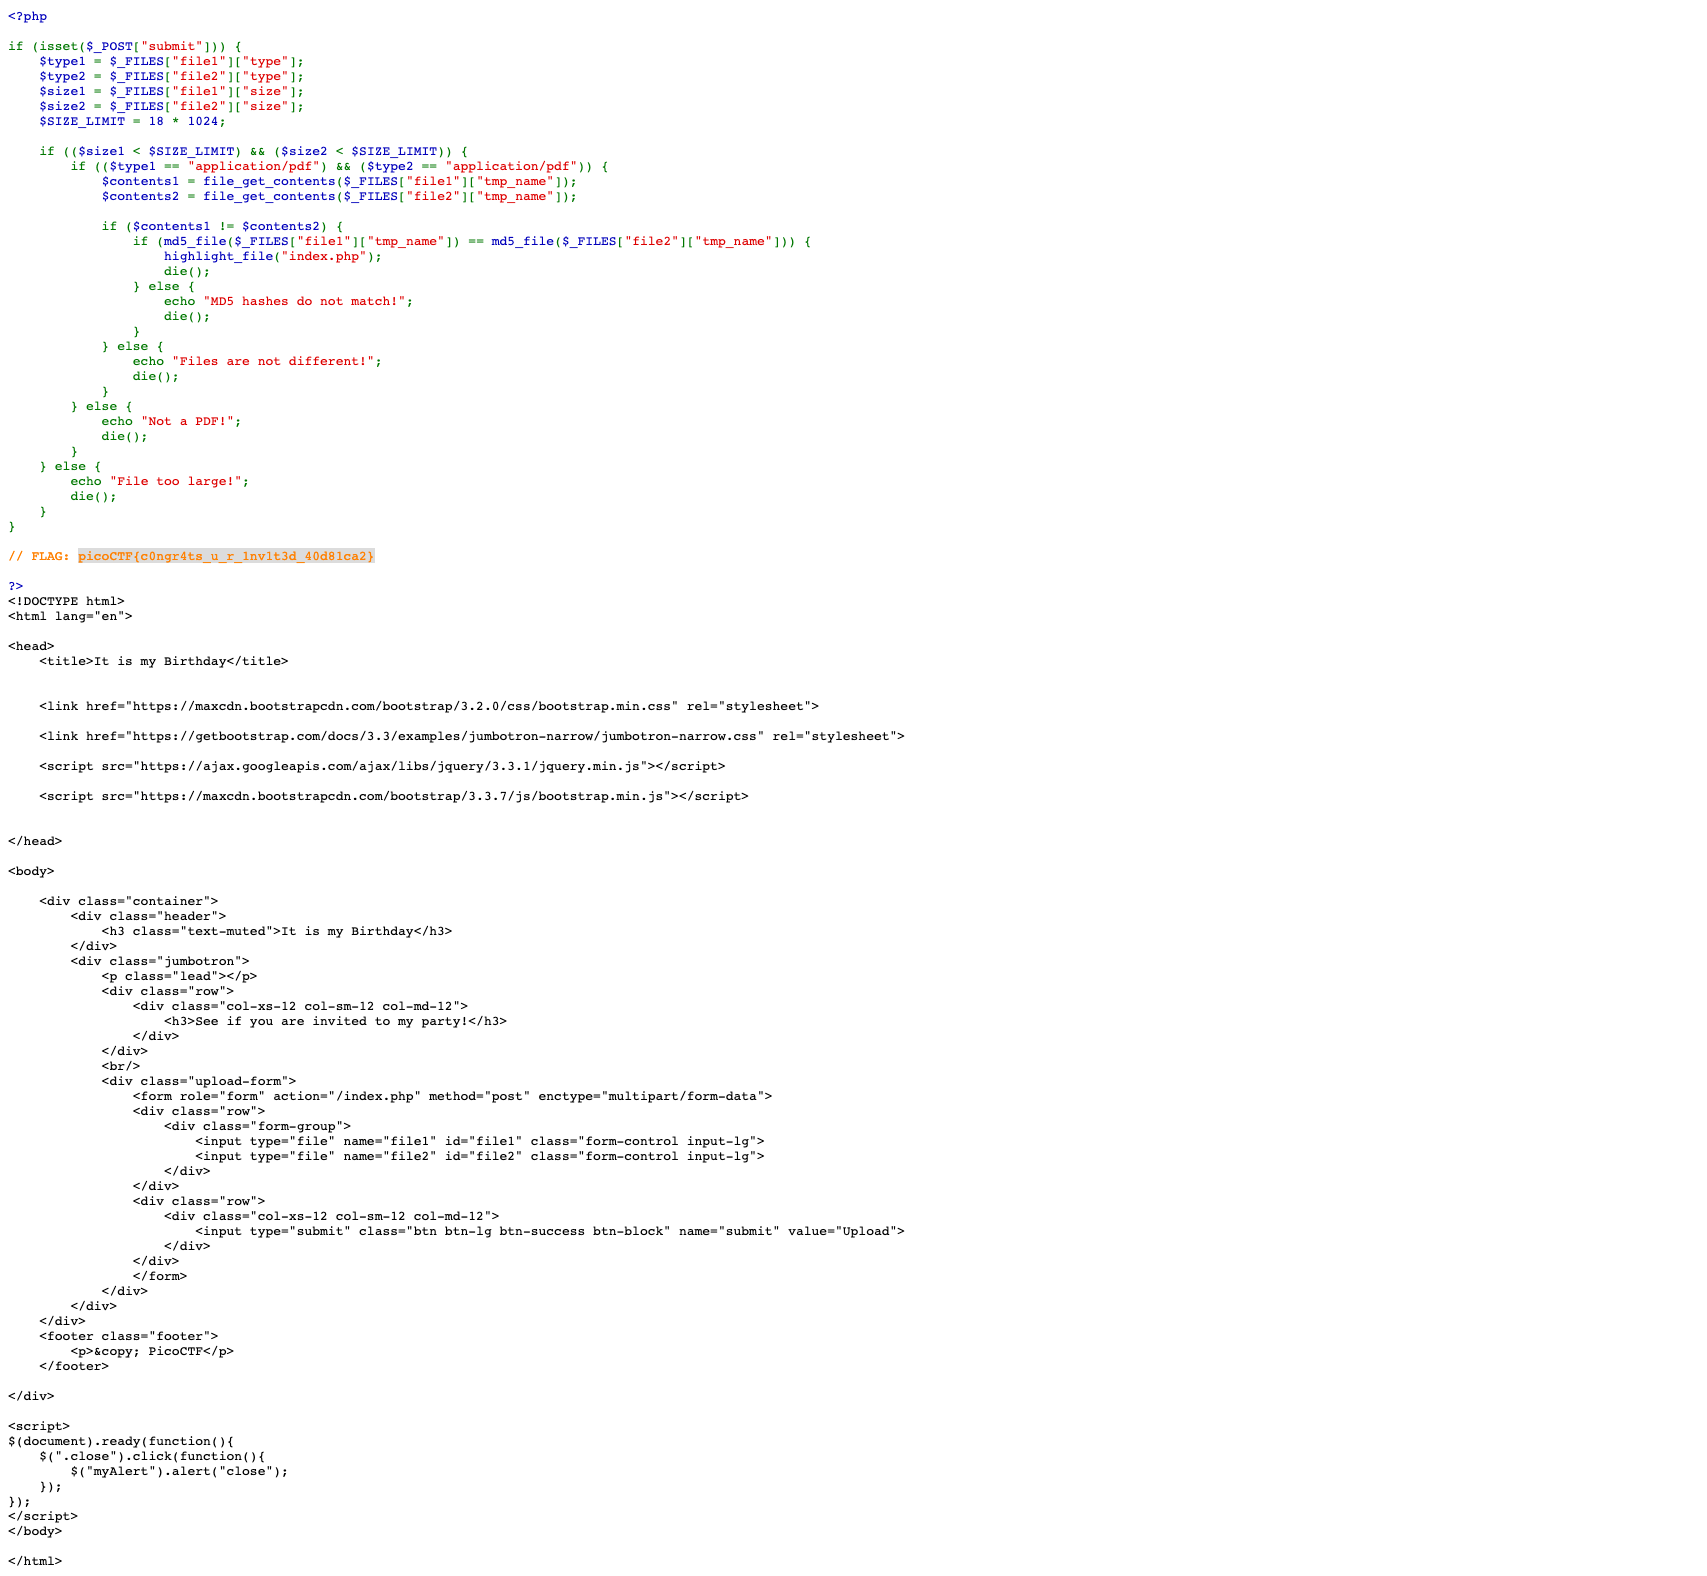 <?php
if (isset($_POST["submit"])) {
    $type1 = $_FILES["file1"]["type"];
    $type2 = $_FILES["file2"]["type"];
    $size1 = $_FILES["file1"]["size"];
    $size2 = $_FILES["file2"]["size"];
    $SIZE_LIMIT = 18 * 1024;
    if (($size1 < $SIZE_LIMIT) && ($size2 < $SIZE_LIMIT)) {
        if (($type1 == "application/pdf") && ($type2 == "application/pdf")) {
            $contents1 = file_get_contents($_FILES["file1"]["tmp_name"]);
            $contents2 = file_get_contents($_FILES["file2"]["tmp_name"]);
            if ($contents1 != $contents2) {
                if (md5_file($_FILES["file1"]["tmp_name"]) == md5_file($_FILES["file2"]["tmp_name"])) {
                    highlight_file("index.php");
                    die();
                } else {
                    echo "MD5 hashes do not match!";
                    die();
                }
            } else {
                echo "Files are not different!";
                die();
            }
        } else {
            echo "Not a PDF!";
            die();
        }
    } else {
        echo "File too large!";
        die();
    }
}
// FLAG: picoCTF{c0ngr4ts_u_r_1nv1t3d_40d81ca2}
?>
<!DOCTYPE html>
<html lang="en">
<head>
    <title>It is my Birthday</title>
    <link href="https://maxcdn.bootstrapcdn.com/bootstrap/3.2.0/css/bootstrap.min.css" rel="stylesheet">
    <link href="https://getbootstrap.com/docs/3.3/examples/jumbotron-narrow/jumbotron-narrow.css" rel="stylesheet">
    <script src="https://ajax.googleapis.com/ajax/libs/jquery/3.3.1/jquery.min.js"></script>
    <script src="https://maxcdn.bootstrapcdn.com/bootstrap/3.3.7/js/bootstrap.min.js"></script>
</head>
<body>
    <div class="container">
        <div class="header">
            <h3 class="text-muted">It is my Birthday</h3>
        </div>
        <div class="jumbotron">
            <p class="lead"></p>
            <div class="row">
                <div class="col-xs-12 col-sm-12 col-md-12">
                    <h3>See if you are invited to my party!</h3>
                </div>
            </div>
            <br/>
            <div class="upload-form">
                <form role="form" action="/index.php" method="post" enctype="multipart/form-data">
                <div class="row">
                    <div class="form-group">
                        <input type="file" name="file1" id="file1" class="form-control input-lg">
                        <input type="file" name="file2" id="file2" class="form-control input-lg">
                    </div>
                </div>
                <div class="row">
                    <div class="col-xs-12 col-sm-12 col-md-12">
                        <input type="submit" class="btn btn-lg btn-success btn-block" name="submit" value="Upload">
                    </div>
                </div>
                </form>
            </div>
        </div>
    </div>
    <footer class="footer">
        <p>&copy; PicoCTF</p>
    </footer>
</div>
<script>
$(document).ready(function(){
    $(".close").click(function(){
        $("myAlert").alert("close");
    });
});
</script>
</body>
</html>